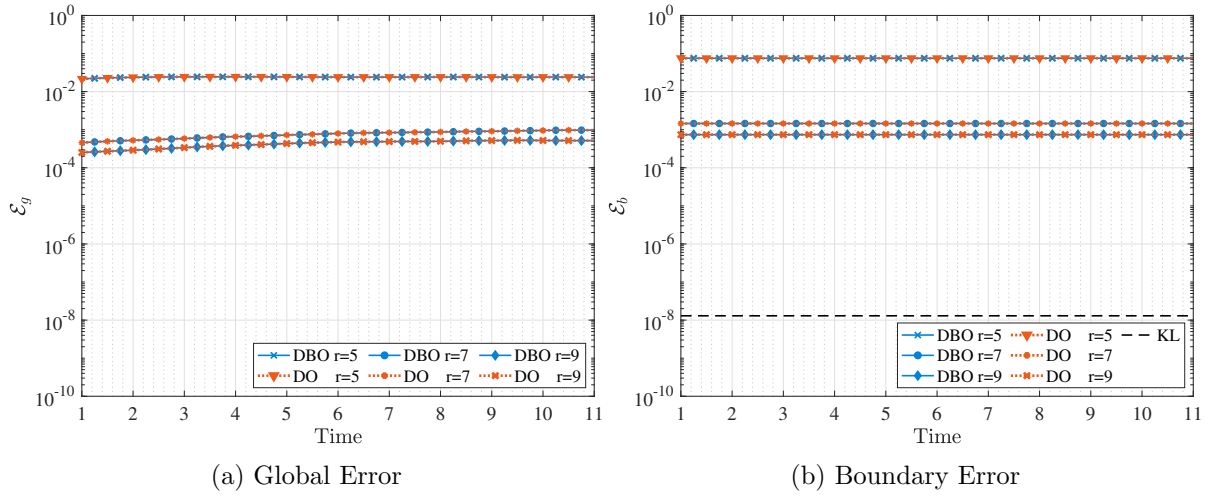 10^0
10^-2
10^-4
10^-6
10^-8
10^-10
ℰ_g
1 2 3 4 5 6 7 8 9 10 11
Time
DBO r=5 DBO r=7 DBO r=9
DO r=5 DO r=7 DO r=9
(a) Global Error
10^0
10^-2
10^-4
10^-6
10^-8
10^-10
ℰ_b
1 2 3 4 5 6 7 8 9 10 11
Time
DBO r=5 DO r=5 KL
DBO r=7 DO r=7
DBO r=9 DO r=9
(b) Boundary Error